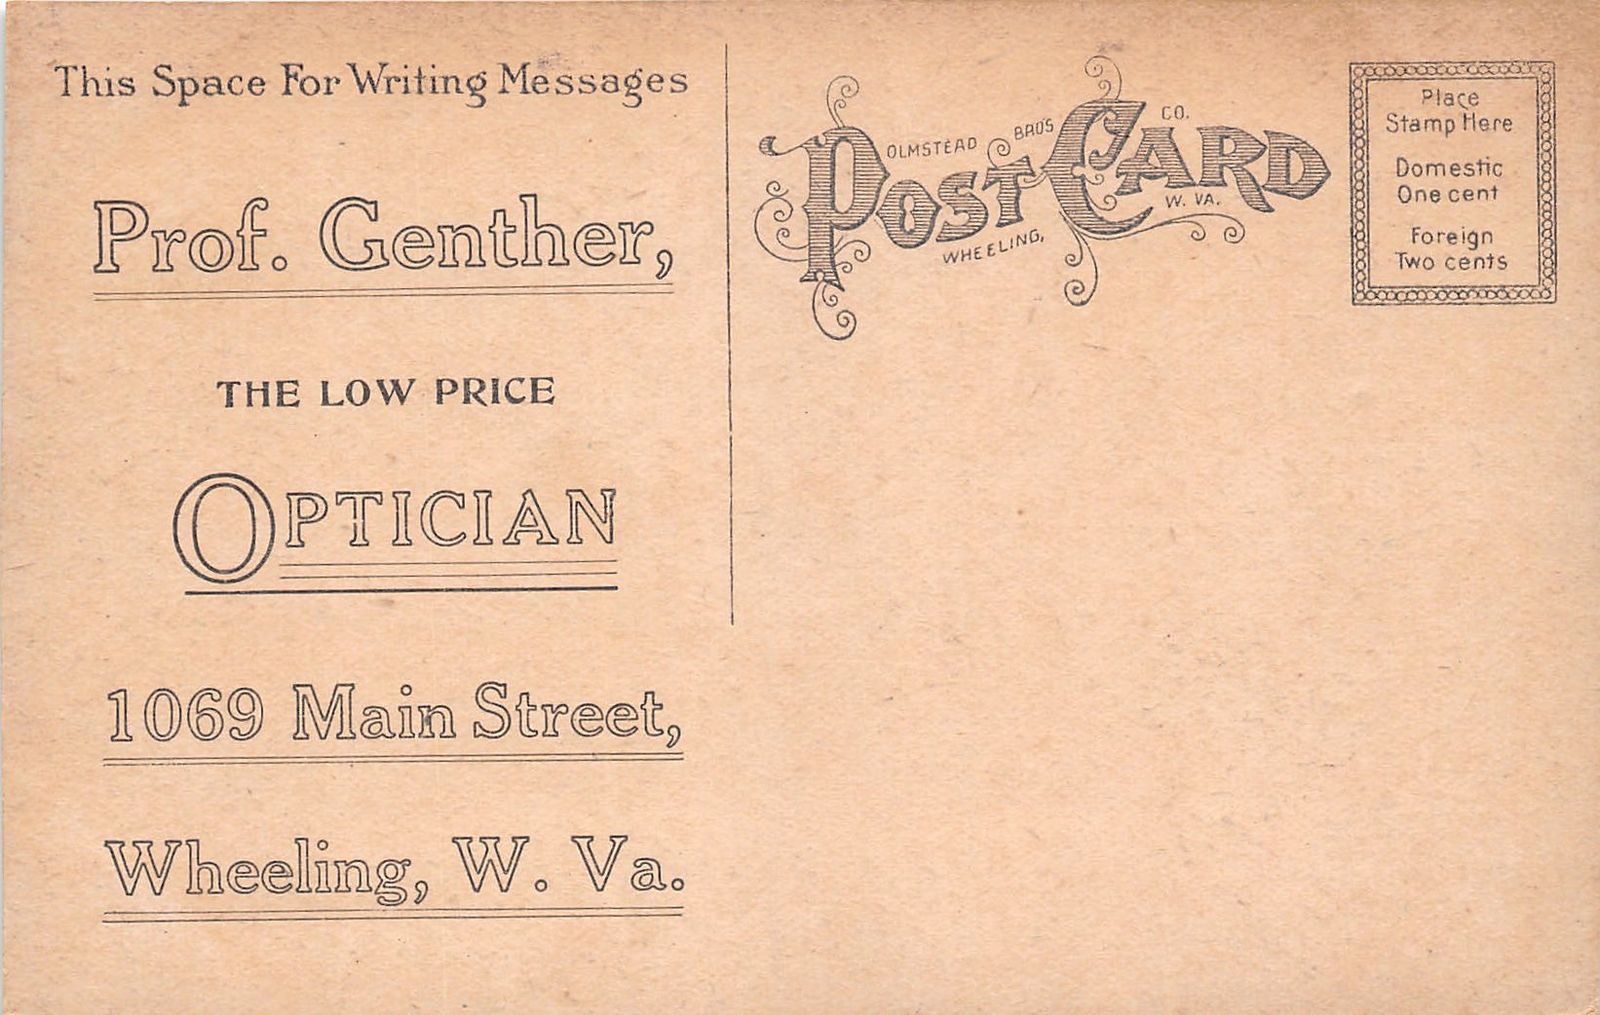 This Space For Writing Messages
Prof. Genther,
THE LOW PRICE
OPTICIAN
1069 Main Street,
Wheeling, W. Va.
OLMSTEAD BRO'S CO.
POST CARD
WHEELING, W. VA.
Place
Stamp Here
Domestic
One cent
Foreign
Two cents